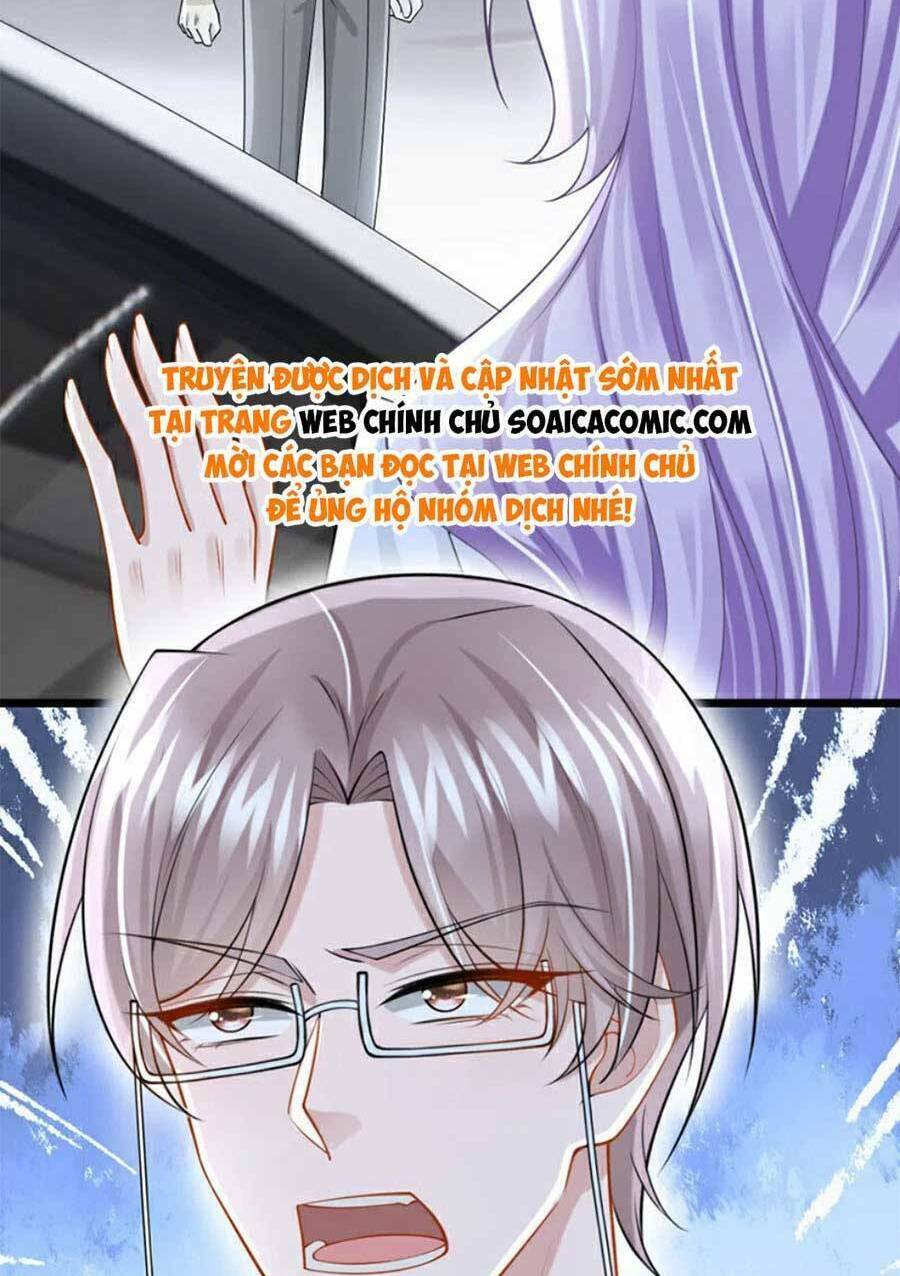 TRUYỆN ĐƯỢC DỊCH VÀ CẬP NHẬT SỚM NHẤT
TẠI TRANG WEB CHÍNH CHỦ SOAICACOMIC.COM
MỜI CÁC BẠN ĐỌC TẠI WEB CHÍNH CHỦ
ĐỂ ỦNG HỘ NHÓM DỊCH NHÉ!